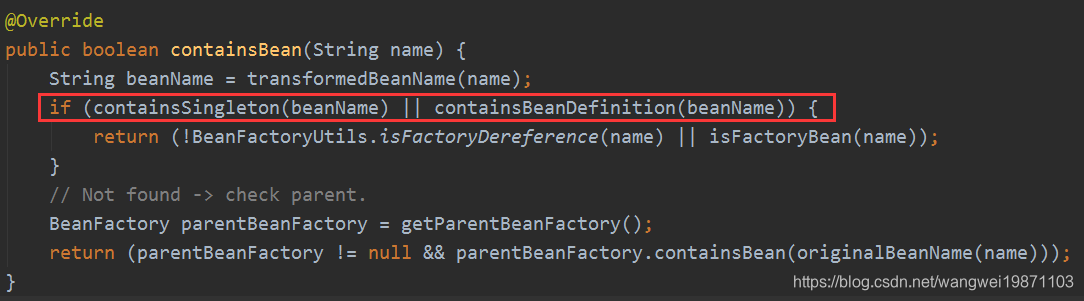 @Override
public boolean containsBean(String name) {
    String beanName = transformedBeanName(name);
    if (containsSingleton(beanName) || containsBeanDefinition(beanName)) {
        return (!BeanFactoryUtils.isFactoryDereference(name) || isFactoryBean(name));
    }
    // Not found -> check parent.
    BeanFactory parentBeanFactory = getParentBeanFactory();
    return (parentBeanFactory != null && parentBeanFactory.containsBean(originalBeanName(name)));
}
https://blog.csdn.net/wangwei19871103